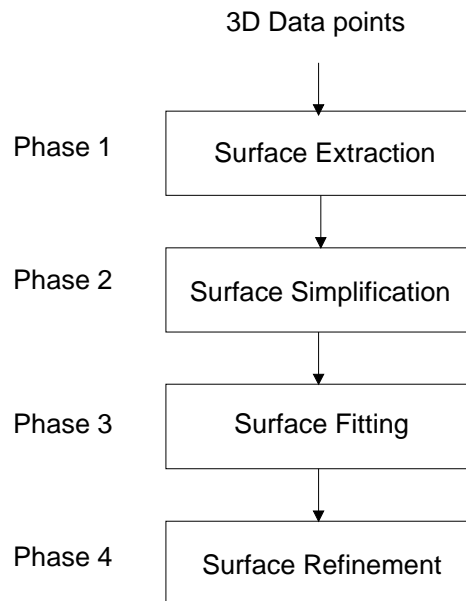 3D Data points
Phase 1
Surface Extraction
Phase 2
Surface Simplification
Phase 3
Surface Fitting
Phase 4
Surface Refinement